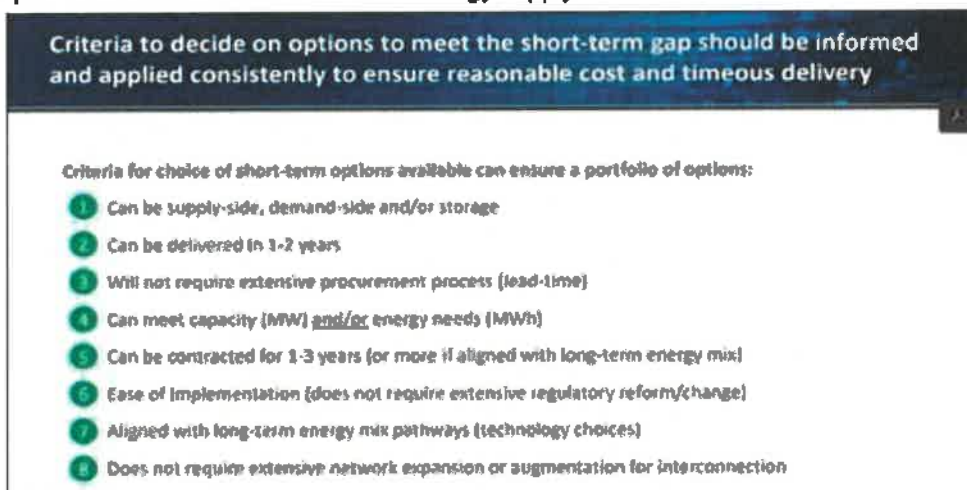 Criteria to decide on options to meet the short-term gap should be informed
and applied consistently to ensure reasonable cost and timeous delivery
Criteria for choice of short-term options available can ensure a portfolio of options:
1 Can be supply-side, demand-side and/or storage
2 Can be delivered in 1-2 years
3 Will not require extensive procurement process (lead-time)
4 Can meet capacity (MW) and/or energy needs (MWh)
5 Can be contracted for 1-3 years (or more if aligned with long-term energy mix)
6 Ease of Implementation (does not require extensive regulatory reform/change)
7 Aligned with long-term energy mix pathways (technology choices)
8 Does not require extensive network expansion or augmentation for interconnection